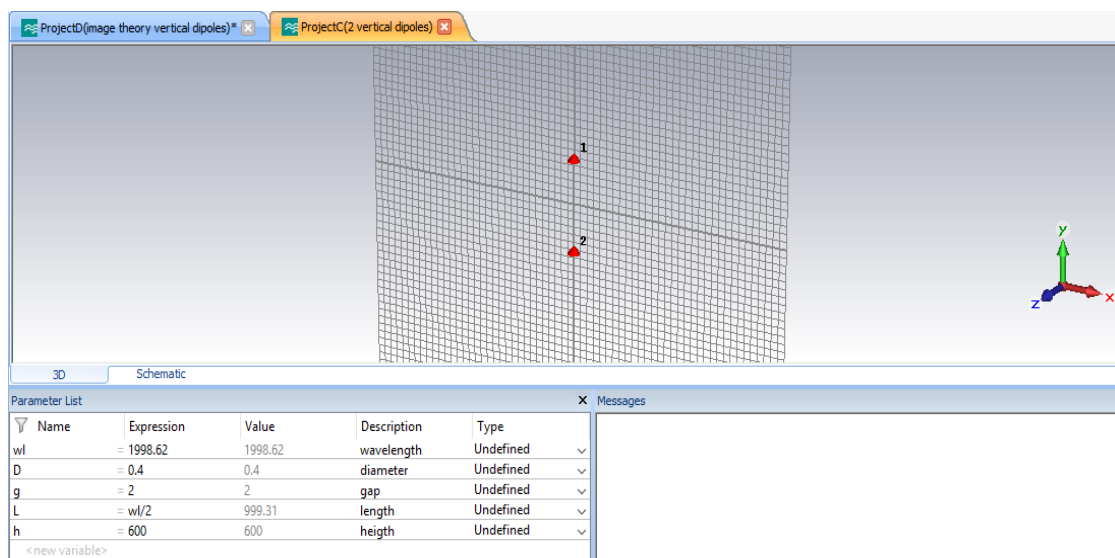 ProjectD(image theory vertical dipoles)* ProjectC(2 vertical dipoles)
1
2
y
z x
3D Schematic
Parameter List Messages
Name Expression Value Description Type
wl = 1998.62 1998.62 wavelength Undefined
D = 0.4 0.4 diameter Undefined
g = 2 2 gap Undefined
L = wl/2 999.31 length Undefined
h = 600 600 heigth Undefined
<new variable>